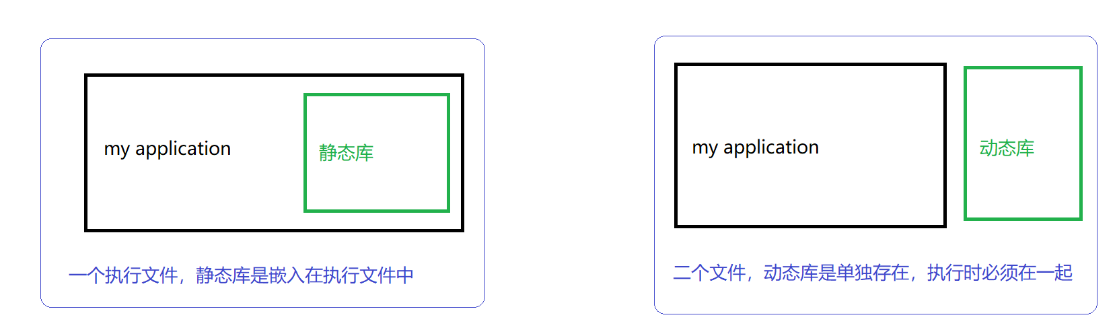 my application
静态库
一个执行文件，静态库是嵌入在执行文件中
my application
动态库
二个文件，动态库是单独存在，执行时必须在一起